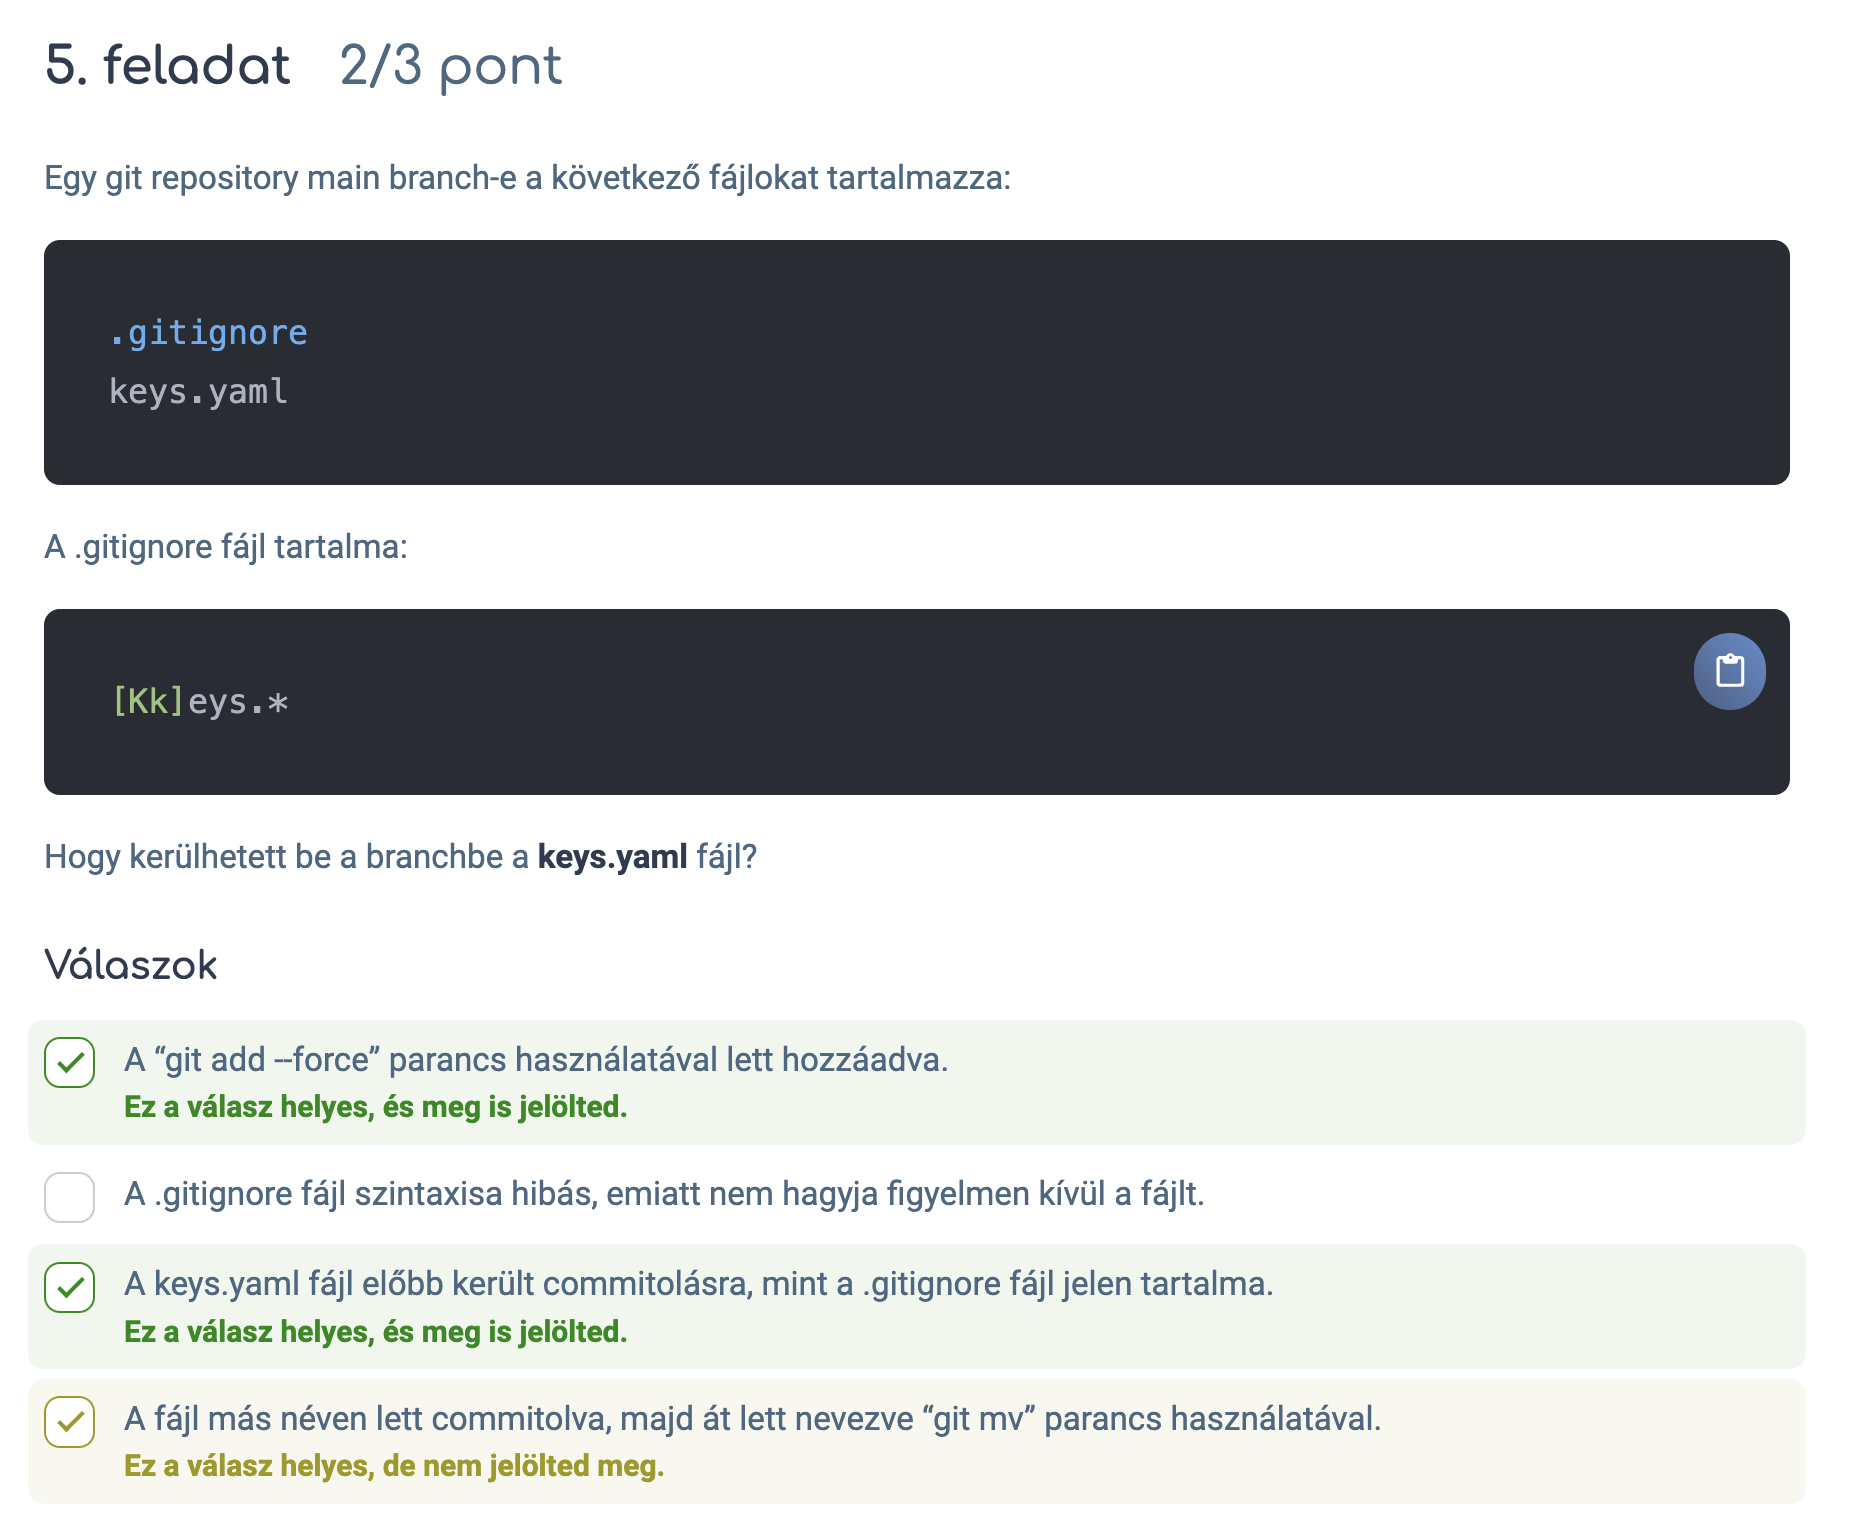 5. feladat 2/3 pont
Egy git repository main branch-e a következő fájlokat tartalmazza:
.gitignore
keys.yaml
A .gitignore fájl tartalma:
[Kk]eys.*
Hogy kerülhetett be a branchbe a keys.yaml fájl?
Válaszok
A “git add --force” parancs használatával lett hozzáadva.
Ez a válasz helyes, és meg is jelölted.
A .gitignore fájl szintaxisa hibás, emiatt nem hagyja figyelmen kívül a fájlt.
A keys.yaml fájl előbb került commitolásra, mint a .gitignore fájl jelen tartalma.
Ez a válasz helyes, és meg is jelölted.
A fájl más néven lett commitolva, majd át lett nevezve “git mv” parancs használatával.
Ez a válasz helyes, de nem jelölted meg.